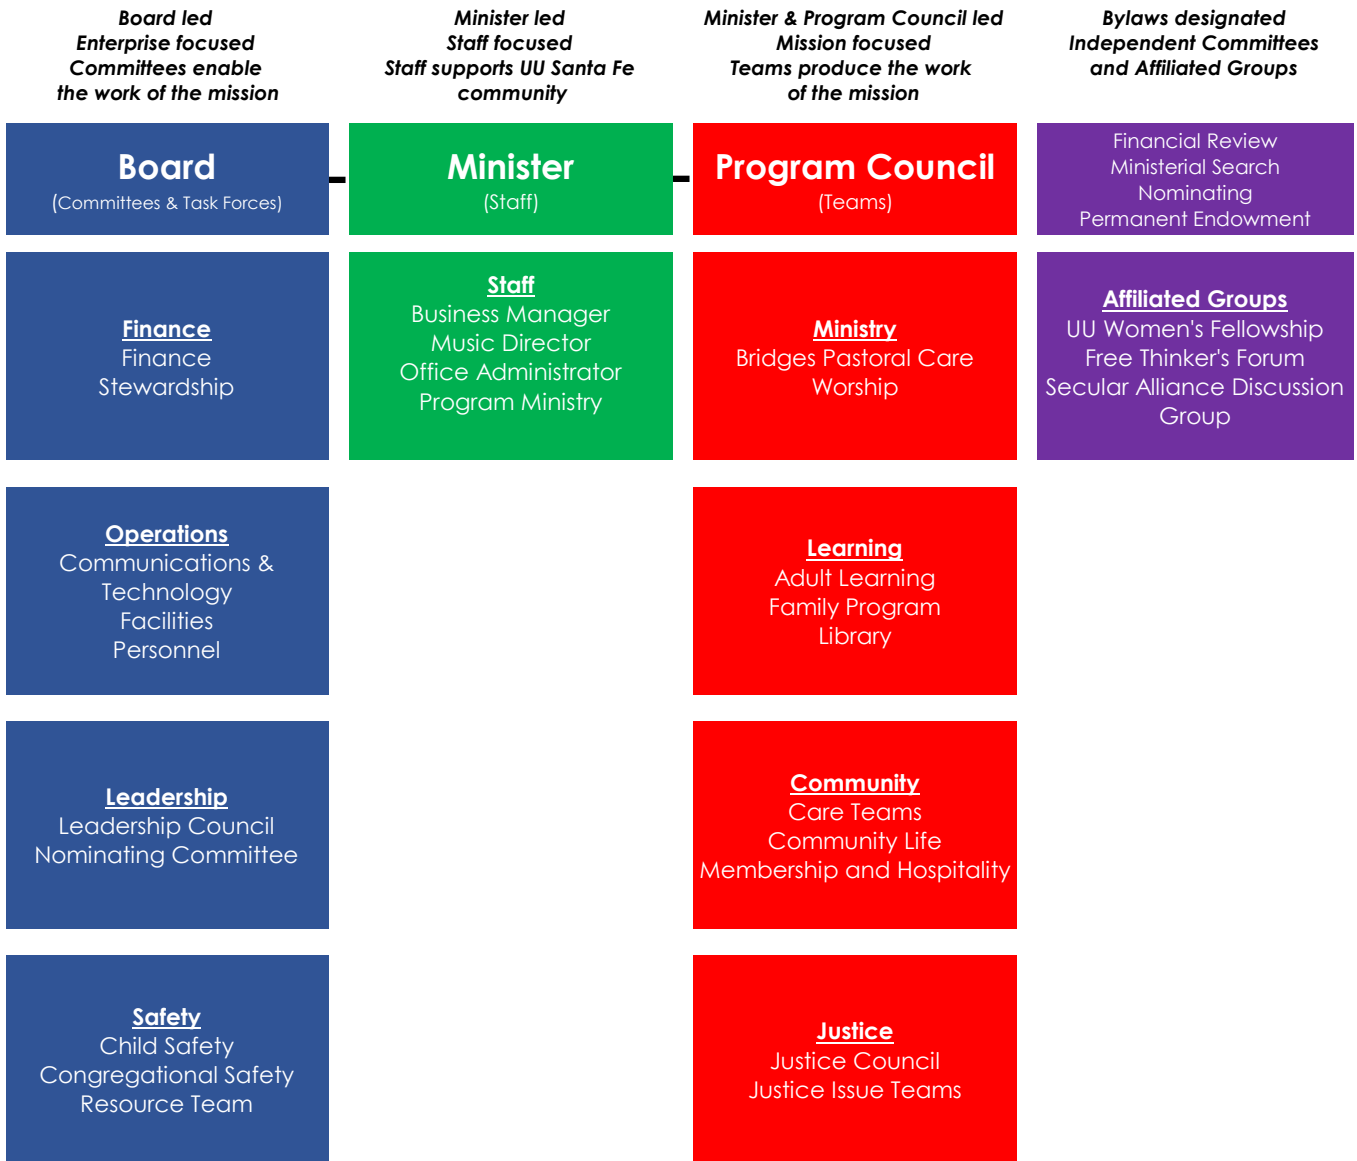 Board led
Enterprise focused
Committees enable
the work of the mission
Minister led
Staff focused
Staff supports UU Santa Fe
community
Minister & Program Council led
Mission focused
Teams produce the work
of the mission
Bylaws designated
Independent Committees
and Affiliated Groups
Board
(Committees & Task Forces)
-
Minister
(Staff)
-
Program Council
(Teams)
Financial Review
Ministerial Search
Nominating
Permanent Endowment
Finance
Finance
Stewardship
Staff
Business Manager
Music Director
Office Administrator
Program Ministry
Ministry
Bridges Pastoral Care
Worship
Affiliated Groups
UU Women's Fellowship
Free Thinker's Forum
Secular Alliance Discussion
Group
Operations
Communications &
Technology
Facilities
Personnel
Learning
Adult Learning
Family Program
Library
Leadership
Leadership Council
Nominating Committee
Community
Care Teams
Community Life
Membership and Hospitality
Safety
Child Safety
Congregational Safety
Resource Team
Justice
Justice Council
Justice Issue Teams